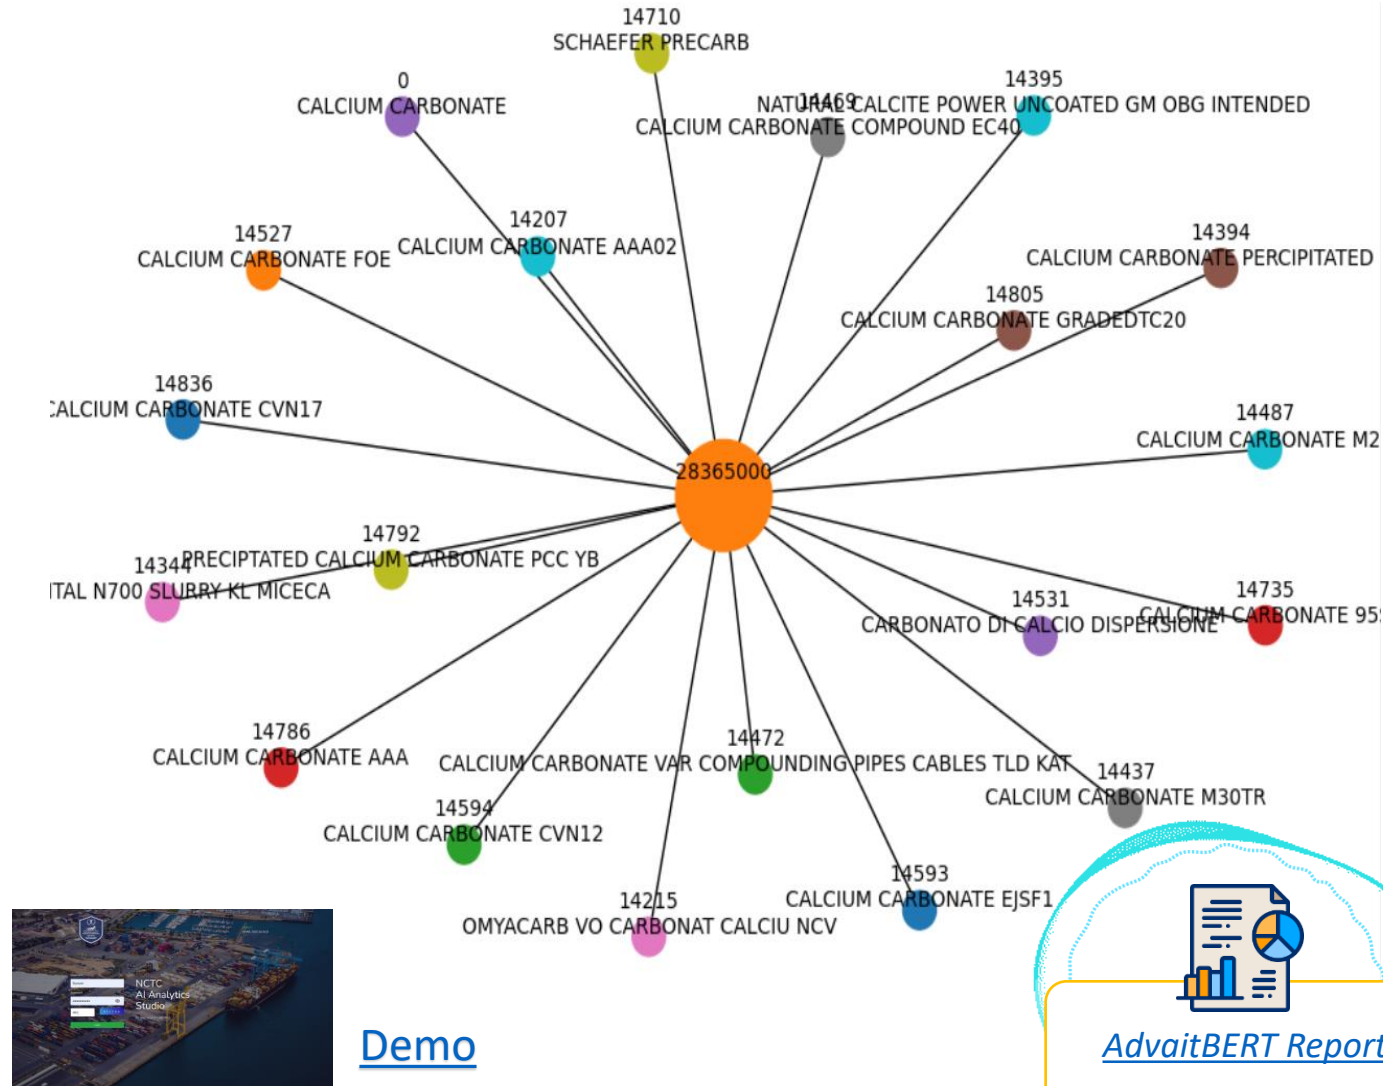 14710
SCHAEFER PRECARB
0
CALCIUM CARBONATE
14395
NATURAL CALCITE POWER UNCOATED GM OBG INTENDED
14469
CALCIUM CARBONATE COMPOUND EC40
14207
CALCIUM CARBONATE AAA02
14527
CALCIUM CARBONATE FOE
14394
CALCIUM CARBONATE PERCIPITATED
14805
CALCIUM CARBONATE GRADEDTC20
14836
CALCIUM CARBONATE CVN17
14487
CALCIUM CARBONATE M2
28365000
14792
PRECIPTATED CALCIUM CARBONATE PCC YB
14344
ITAL N700 SLURRY KL MICECA
14531
CARBONATO DI CALCIO DISPERSIONE
14735
CALCIUM CARBONATE 95
14786
CALCIUM CARBONATE AAA
14472
CALCIUM CARBONATE VAR COMPOUNDING PIPES CABLES TLD KAT
14437
CALCIUM CARBONATE M30TR
14594
CALCIUM CARBONATE CVN12
14593
CALCIUM CARBONATE EJSF1
14215
OMYACARB VO CARBONAT CALCIU NCV
NCTC
AI Analytics
Studio
Demo
AdvaitBERT Report